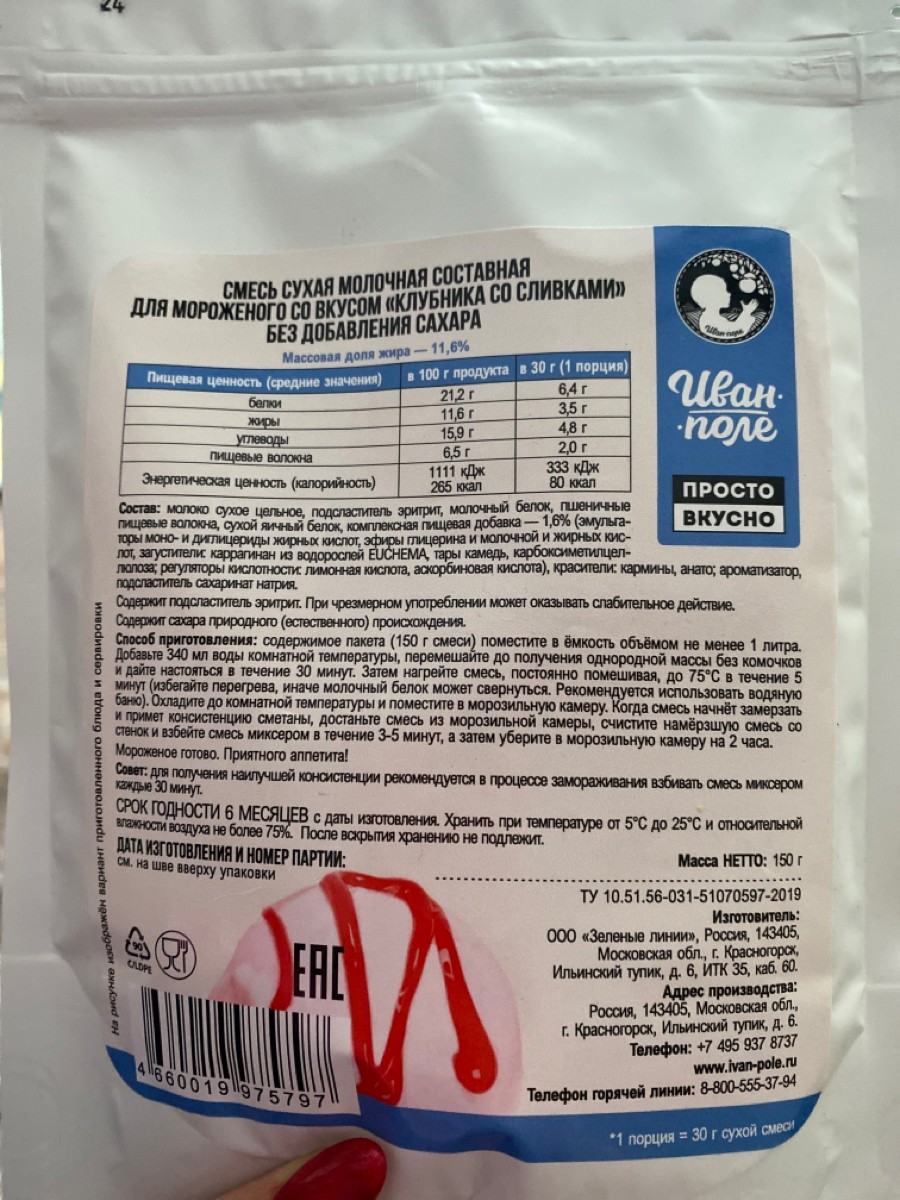 24
СМЕСЬ СУХАЯ МОЛОЧНАЯ СОСТАВНАЯ
ДЛЯ МОРОЖЕНОГО СО ВКУСОМ «КЛУБНИКА СО СЛИВКАМИ»
БЕЗ ДОБАВЛЕНИЯ САХАРА
Массовая доля жира — 11,6%
Пищевая ценность (средние значения) в 100 г продукта в 30 г (1 порция)
белки 21,2 г 6,4 г
жиры 11,6 г 3,5 г
углеводы 15,9 г 4,8 г
пищевые волокна 6,5 г 2,0 г
Энергетическая ценность (калорийность) 1111 кДж 333 кДж
265 ккал 80 ккал
Иван-поле
Иван-
-поле
ПРОСТО
ВКУСНО
Состав: молоко сухое цельное, подсластитель эритрит, молочный белок, пшеничные
пищевые волокна, сухой яичный белок, комплексная пищевая добавка — 1,6% (эмульга-
торы моно- и диглицериды жирных кислот, эфиры глицерина и молочной и жирных кис-
лот, загустители: каррагинан из водорослей EUCHEMA, тары камедь, карбоксиметилцел-
люлоза; регуляторы кислотности: лимонная кислота, аскорбиновая кислота), красители: кармины, анато; ароматизатор,
подсластитель сахаринат натрия.
Содержит подсластитель эритрит. При чрезмерном употреблении может оказывать слабительное действие.
Содержит сахара природного (естественного) происхождения.
Способ приготовления: содержимое пакета (150 г смеси) поместите в ёмкость объёмом не менее 1 литра.
Добавьте 340 мл воды комнатной температуры, перемешайте до получения однородной массы без комочков
и дайте настояться в течение 30 минут. Затем нагрейте смесь, постоянно помешивая, до 75°С в течение 5
минут (избегайте перегрева, иначе молочный белок может свернуться. Рекомендуется использовать водяную
баню). Охладите до комнатной температуры и поместите в морозильную камеру. Когда смесь начнёт замерзать
и примет консистенцию сметаны, достаньте смесь из морозильной камеры, счистите намёрзшую смесь со
стенок и взбейте смесь миксером в течение 3-5 минут, а затем уберите в морозильную камеру на 2 часа.
Мороженое готово. Приятного аппетита!
Совет: для получения наилучшей консистенции рекомендуется в процессе замораживания взбивать смесь миксером
каждые 30 минут.
СРОК ГОДНОСТИ 6 МЕСЯЦЕВ с даты изготовления. Хранить при температуре от 5°С до 25°С и относительной
влажности воздуха не более 75%. После вскрытия хранению не подлежит.
ДАТА ИЗГОТОВЛЕНИЯ И НОМЕР ПАРТИИ:
см. на шве вверху упаковки
Масса НЕТТО: 150 г
ТУ 10.51.56-031-51070597-2019
Изготовитель:
ООО «Зеленые линии», Россия, 143405,
Московская обл., г. Красногорск,
Ильинский тупик, д. 6, ИТК 35, каб. 60.
Адрес производства:
Россия, 143405, Московская обл.,
г. Красногорск, Ильинский тупик, д. 6.
Телефон: +7 495 937 8737
www.ivan-pole.ru
Телефон горячей линии: 8-800-555-37-94
*1 порция = 30 г сухой смеси
На рисунке изображён вариант приготовленного блюда и сервировки
90
C/LDPE
EAC
4 660019 975797